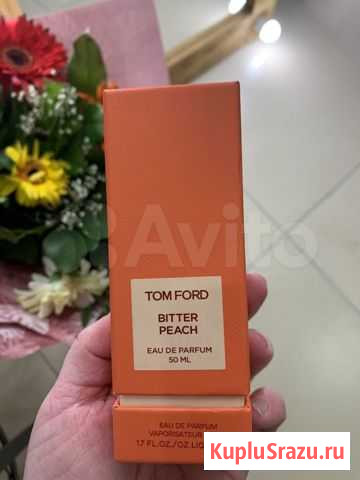 Avito
TOM FORD
BITTER
PEACH
EAU DE PARFUM
50 ML
EAU DE PARFUM
VAPORISATEUR
1.7 FL.OZ./OZ.LIQ
KupluSrazu.ru